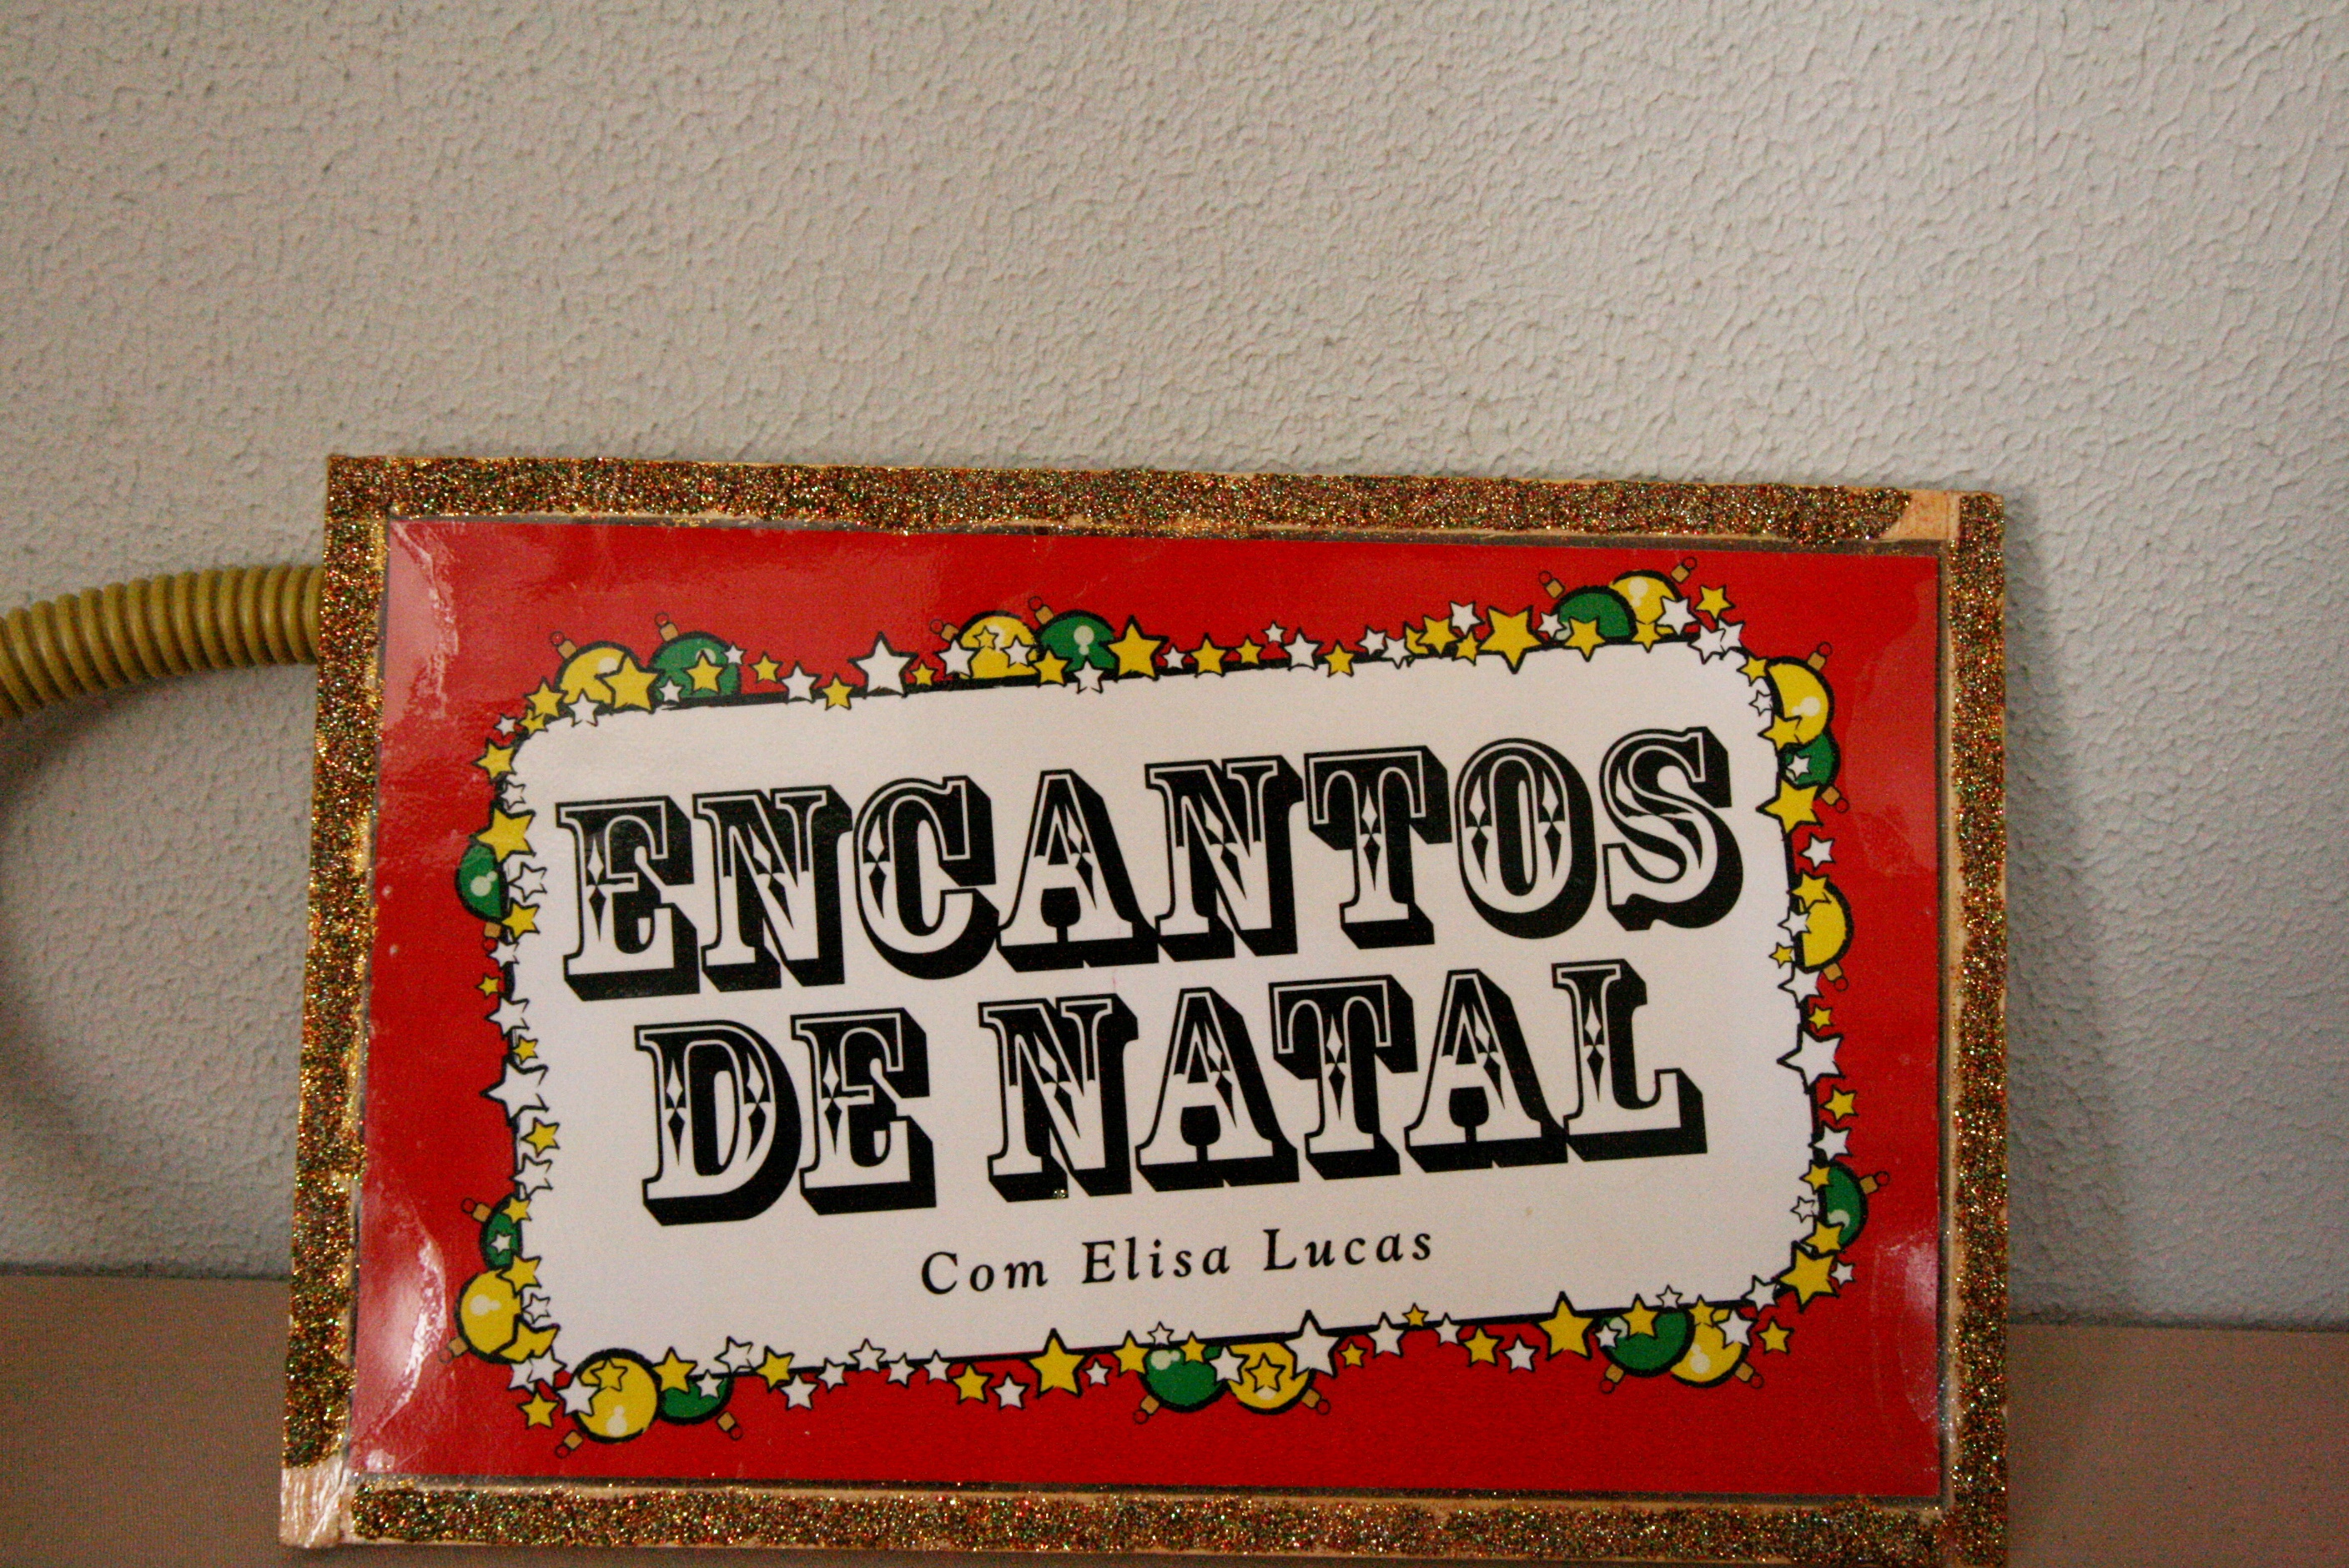 ENCANTOS
DE NATAL
Com Elisa Lucas